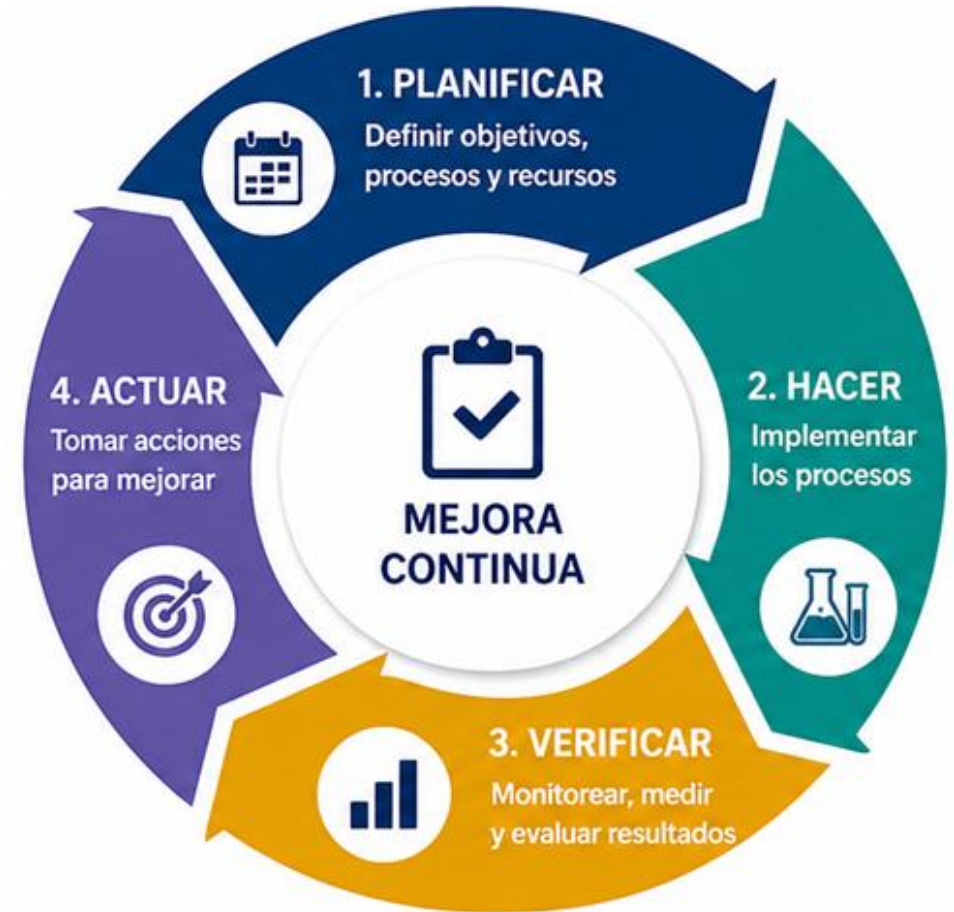 1. PLANIFICAR
Definir objetivos,
procesos y recursos
2. HACER
Implementar
los procesos
3. VERIFICAR
Monitorear, medir
y evaluar resultados
4. ACTUAR
Tomar acciones
para mejorar
MEJORA
CONTINUA